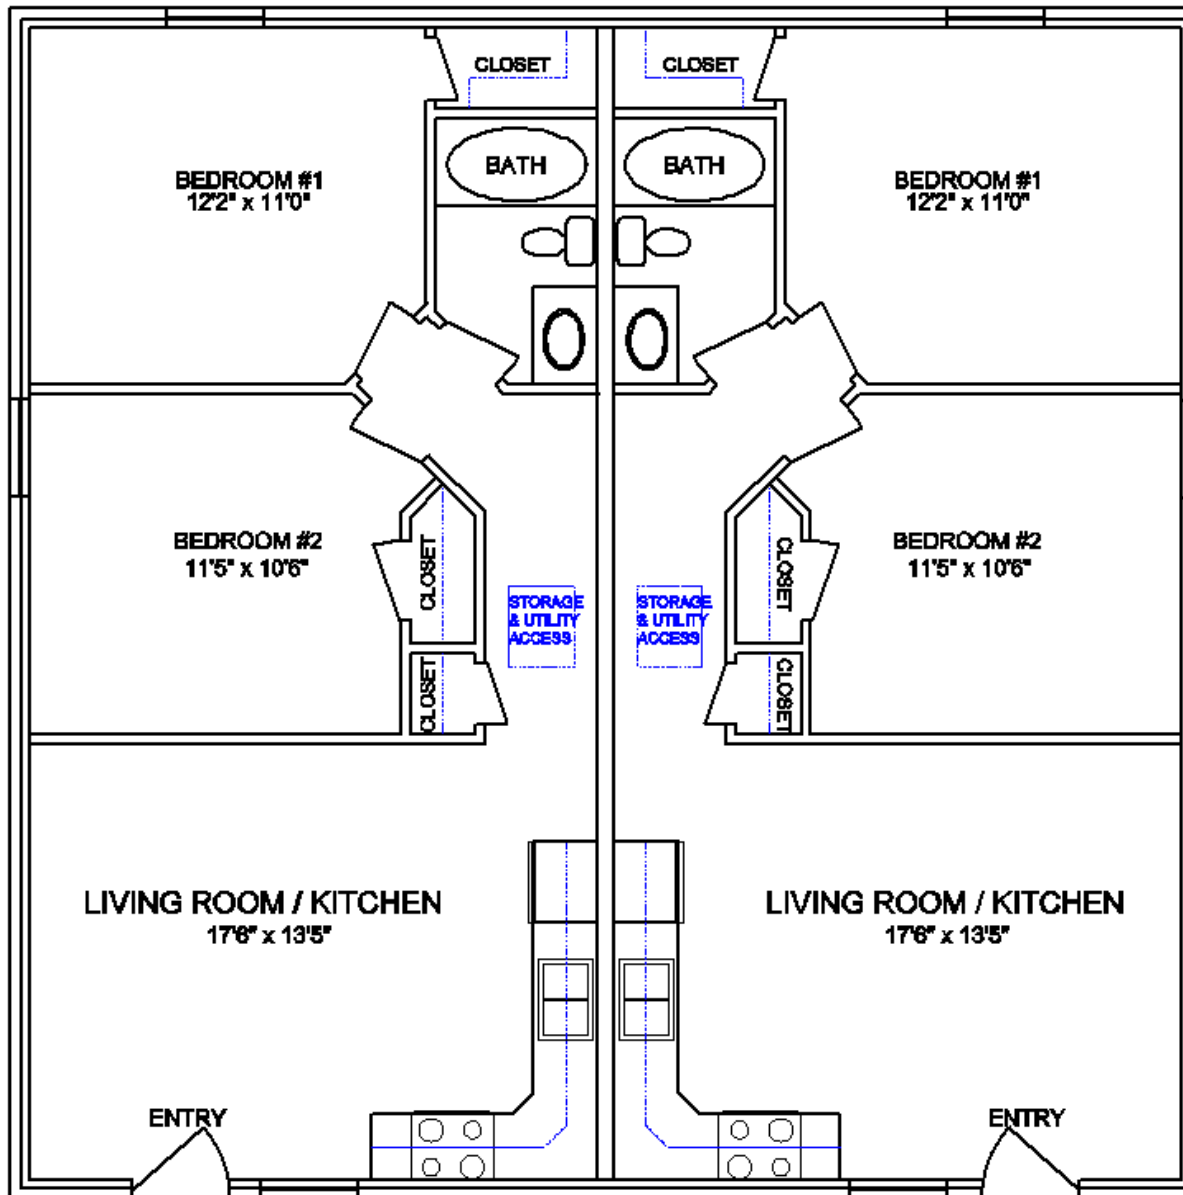 CLOSET
CLOSET
BATH
BATH
BEDROOM #1
12'2" x 11'0"
BEDROOM #1
12'2" x 11'0"
BEDROOM #2
11'5" x 10'6"
CLOSET
CLOSET
BEDROOM #2
11'5" x 10'6"
STORAGE
& UTILITY
ACCESS
STORAGE
& UTILITY
ACCESS
CLOSET
CLOSET
LIVING ROOM / KITCHEN
17'6" x 13'5"
LIVING ROOM / KITCHEN
17'6" x 13'5"
ENTRY
ENTRY